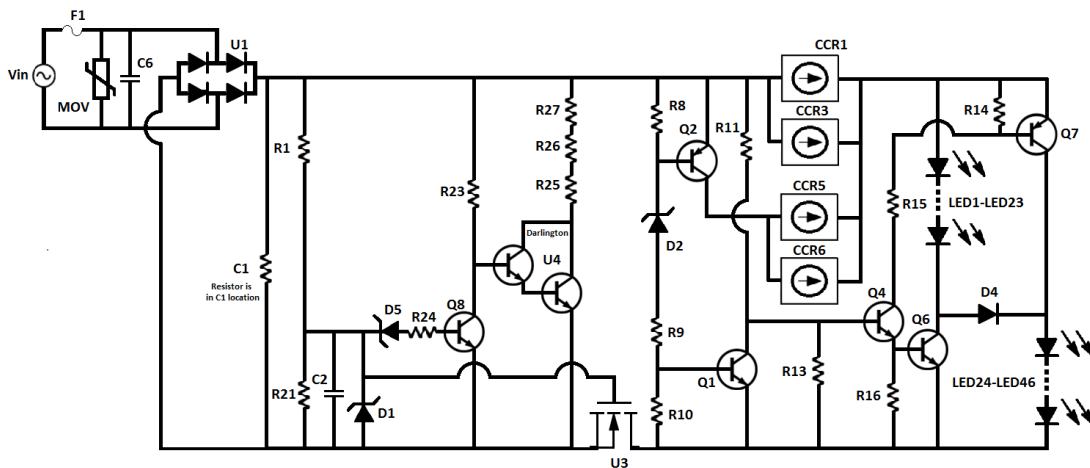 F1
Vin
MOV
C6
U1
R1
C1
Resistor is
in C1 location
R21
C2
D1
D5
R24
Q8
R23
R27
R26
R25
Darlington
U4
U3
R8
Q2
D2
R9
R10
Q1
R11
R13
CCR1
CCR3
CCR5
CCR6
R14
Q7
R15
LED1-LED23
Q4
Q6
D4
R16
LED24-LED46